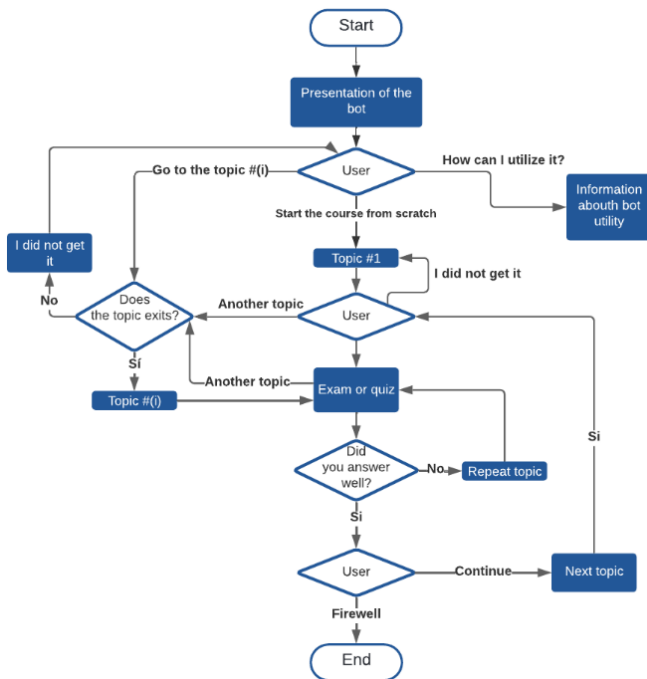 Start
Presentation of the
bot
User
Go to the topic #(i)
How can I utilize it?
Information
abouth bot
utility
Start the course from scratch
I did not get
it
Topic #1
I did not get it
No
Does
the topic exits?
Another topic
User
Sí
Topic #(i)
Another topic
Exam or quiz
Si
Did
you answer
well?
No
Repeat topic
Si
User
Continue
Next topic
Firewell
End